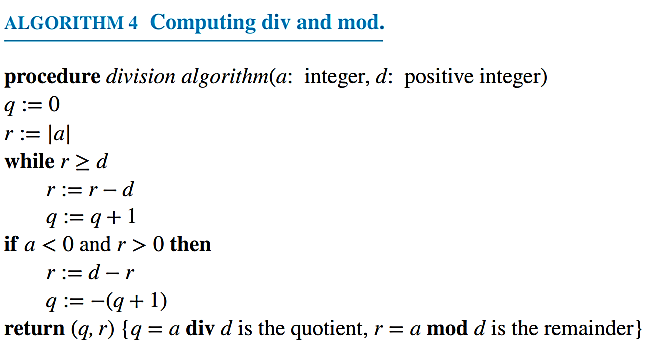 ALGORITHM 4 Computing div and mod.
procedure division algorithm(a: integer, d: positive integer)
q := 0
r := |a|
while r ≥ d
r := r − d
q := q + 1
if a < 0 and r > 0 then
r := d − r
q := −(q + 1)
return (q, r) {q = a div d is the quotient, r = a mod d is the remainder}